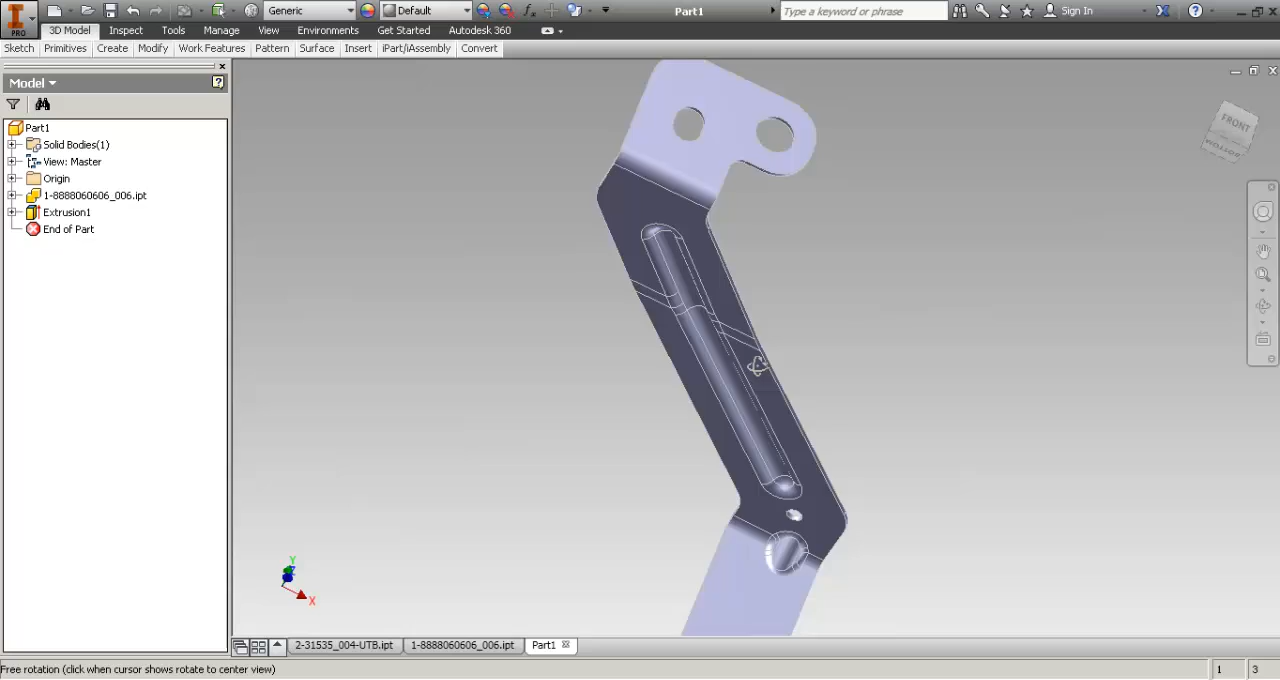 PRO
Generic
Default
Part1
Type a keyword or phrase
Sign In
3D Model Inspect Tools Manage View Environments Get Started Autodesk 360
Sketch Primitives Create Modify Work Features Pattern Surface Insert iPart/iAssembly Convert
Model
Part1
Solid Bodies(1)
View: Master
Origin
1-8888060606_006.ipt
Extrusion1
End of Part
FRONT
BOTTOM
Y
Z
X
2-31535_004-UTB.ipt 1-8888060606_006.ipt Part1
Free rotation (click when cursor shows rotate to center view) 1 3